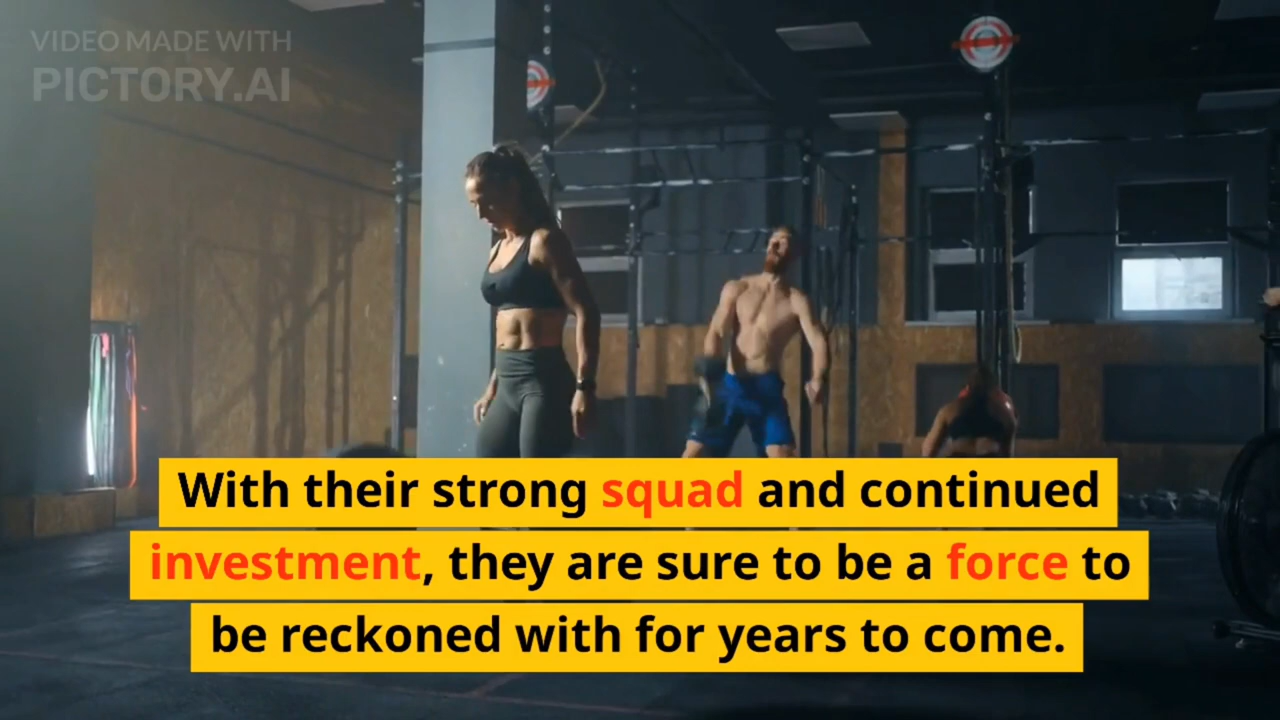 VIDEO MADE WITH
PICTORY.AI
With their strong squad and continued
investment, they are sure to be a force to
be reckoned with for years to come.